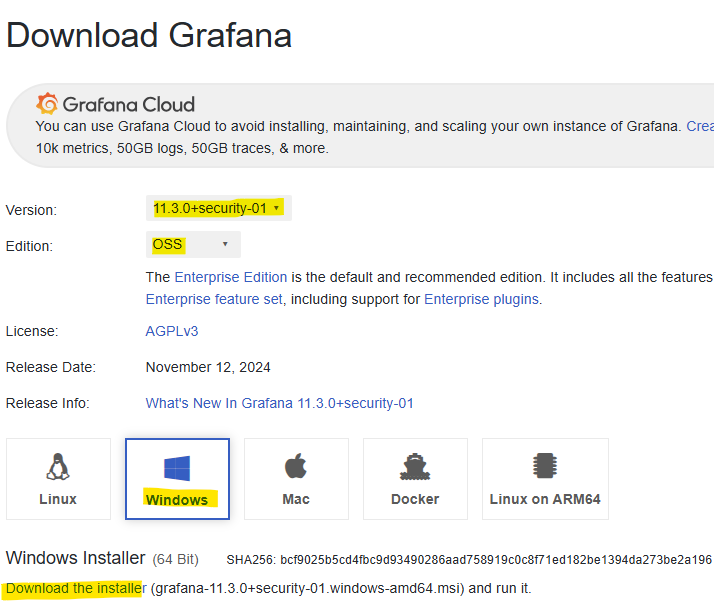 Download Grafana
Grafana Cloud
You can use Grafana Cloud to avoid installing, maintaining, and scaling your own instance of Grafana. Crea
10k metrics, 50GB logs, 50GB traces, & more.
Version: 11.3.0+security-01
Edition: OSS
The Enterprise Edition is the default and recommended edition. It includes all the features
Enterprise feature set, including support for Enterprise plugins.
License: AGPLv3
Release Date: November 12, 2024
Release Info: What's New In Grafana 11.3.0+security-01
Linux Windows Mac Docker Linux on ARM64
Windows Installer (64 Bit) SHA256: bcf9025b5cd4fbc9d93490286aad758919c0c8f71ed182be1394da273be2a196
Download the installer (grafana-11.3.0+security-01.windows-amd64.msi) and run it.